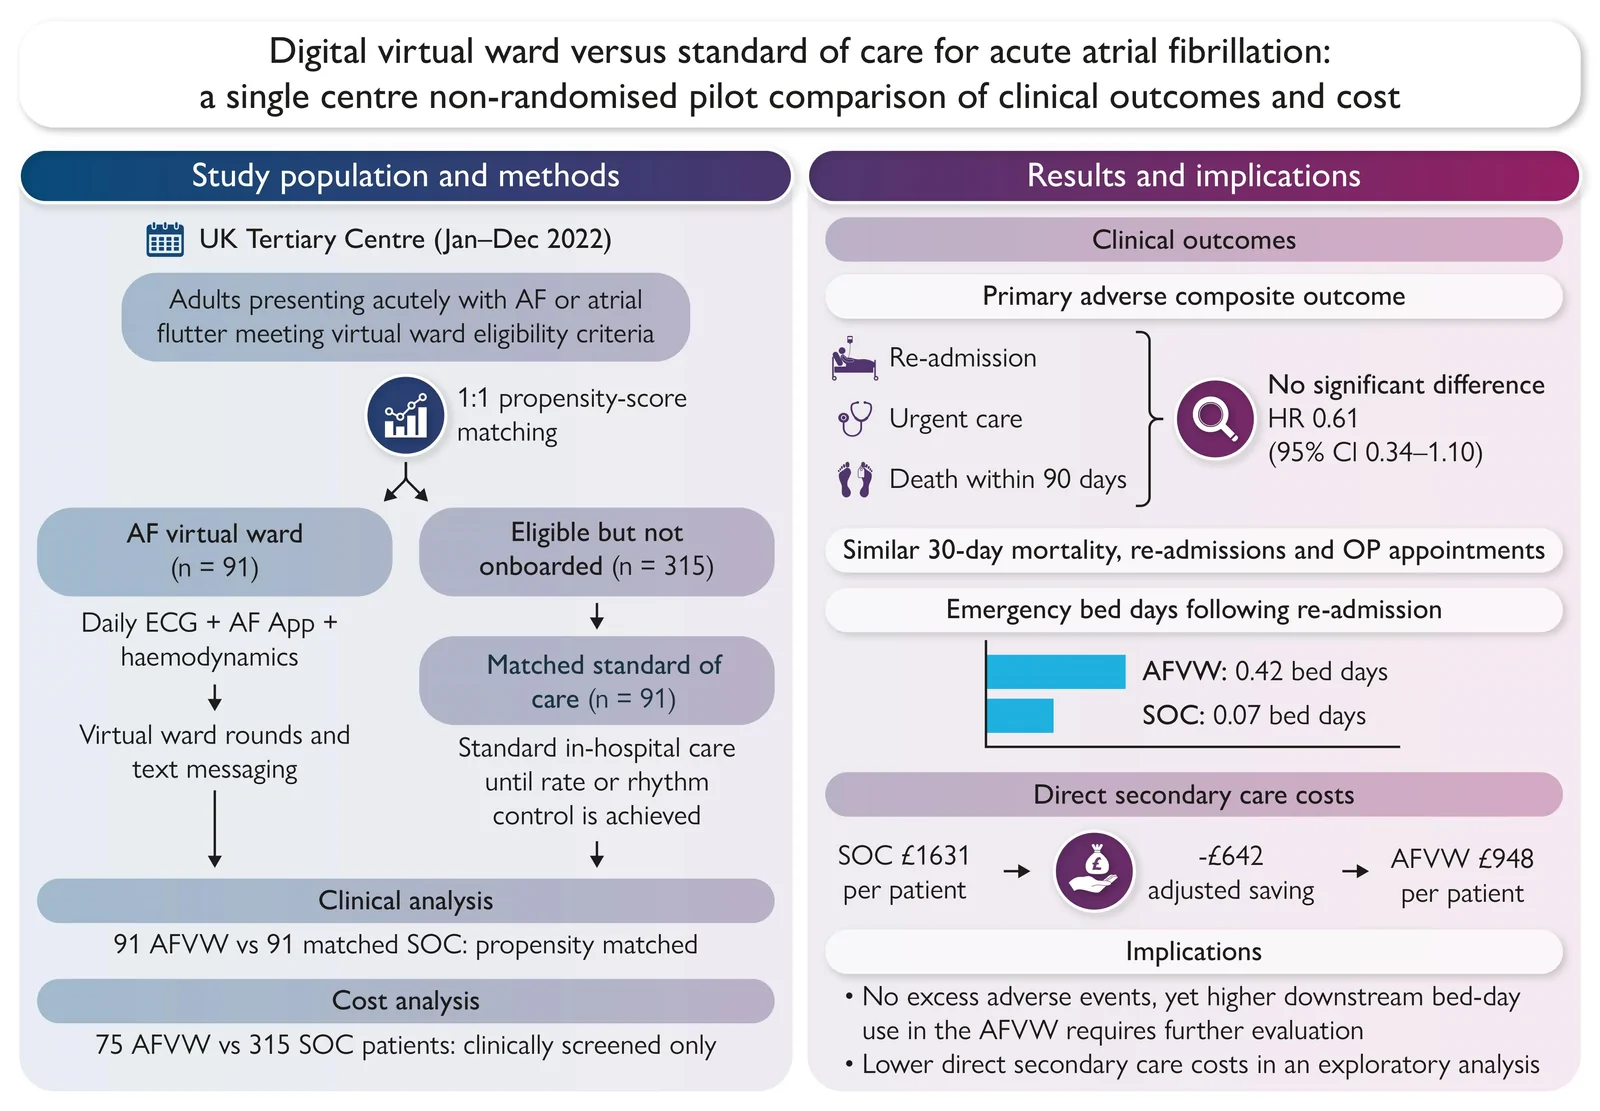 Digital virtual ward versus standard of care for acute atrial fibrillation:
a single centre non-randomised pilot comparison of clinical outcomes and cost
Study population and methods
UK Tertiary Centre (Jan–Dec 2022)
Adults presenting acutely with AF or atrial
flutter meeting virtual ward eligibility criteria
1:1 propensity-score
matching
AF virtual ward
(n = 91)
Daily ECG + AF App +
haemodynamics
Virtual ward rounds and
text messaging
Eligible but not
onboarded (n = 315)
Matched standard of
care (n = 91)
Standard in-hospital care
until rate or rhythm
control is achieved
Clinical analysis
91 AFVW vs 91 matched SOC: propensity matched
Cost analysis
75 AFVW vs 315 SOC patients: clinically screened only
Results and implications
Clinical outcomes
Primary adverse composite outcome
Re-admission
Urgent care
Death within 90 days
No significant difference
HR 0.61
(95% CI 0.34–1.10)
Similar 30-day mortality, re-admissions and OP appointments
Emergency bed days following re-admission
AFVW: 0.42 bed days
SOC: 0.07 bed days
Direct secondary care costs
SOC £1631
per patient
£
-£642
adjusted saving
AFVW £948
per patient
Implications
• No excess adverse events, yet higher downstream bed-day
use in the AFVW requires further evaluation
• Lower direct secondary care costs in an exploratory analysis